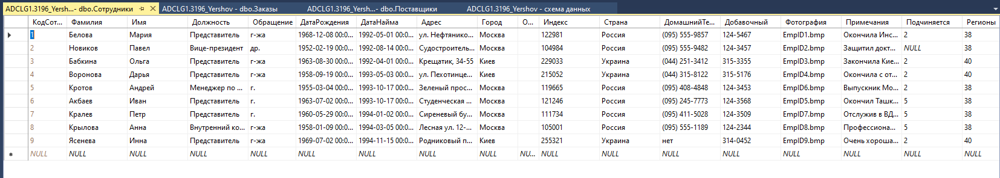 ADCLG1.3196_Yersh...- dbo.Сотрудники ADCLG1.3196_Yershov - dbo.Заказы ADCLG1.3196_Yersh...- dbo.Поставщики ADCLG1.3196_Yershov - схема данных
КодСот... Фамилия Имя Должность Обращение ДатаРождения ДатаНайма Адрес Город О... Индекс Страна ДомашнийТе... Добавочный Фотография Примечания Подчиняется Регионы
1 Белова Мария Представитель г-жа 1968-12-08 00:0... 1992-05-01 00:0... ул. Нефтянико... Москва 122981 Россия (095) 555-9857 124-5467 EmpID1.bmp Окончила Инс... 2 38
2 Новиков Павел Вице-президент др. 1952-02-19 00:0... 1992-08-14 00:0... Судостроитель... Москва 104984 Россия (095) 555-9482 124-3457 EmpID2.bmp Защитил докт... NULL 38
3 Бабкина Ольга Представитель г-жа 1963-08-30 00:0... 1992-04-01 00:0... Крещатик, 34-55 Киев 229033 Украина (044) 251-3412 315-3355 EmpID3.bmp Закончила Кие... 2 40
4 Воронова Дарья Представитель г-жа 1958-09-19 00:0... 1993-05-03 00:0... ул. Пехотинце... Киев 215052 Украина (044) 315-8122 315-5176 EmpID4.bmp Окончила с от... 2 40
5 Кротов Андрей Менеджер по ... г. 1955-03-04 00:0... 1993-10-17 00:0... Зеленый прос... Москва 119665 Россия (095) 408-4848 124-3453 EmpID6.bmp Выпускник Мо... 2 38
6 Акбаев Иван Представитель г. 1963-07-02 00:0... 1993-10-17 00:0... Студенческая ... Москва 121246 Россия (095) 245-7773 124-3568 EmpID5.bmp Окончил Ташк... 5 38
7 Кралев Петр Представитель г. 1960-05-29 00:0... 1994-01-02 00:0... Сиреневый бу... Москва 111734 Россия (095) 411-5028 124-3509 EmpID7.bmp Отслужив в ВД... 5 38
8 Крылова Анна Внутренний ко... г-жа 1958-01-09 00:0... 1994-03-05 00:0... Лесная ул. 12-... Москва 105001 Россия (095) 555-1189 124-2344 EmpID8.bmp Профессиона... 5 38
9 Ясенева Инна Представитель г-жа 1969-07-02 00:0... 1994-11-15 00:0... Родниковый п... Киев 255321 Украина нет 314-0452 EmpID9.bmp Очень хороша... 2 40
NULL NULL NULL NULL NULL NULL NULL NULL NULL NU... NULL NULL NULL NULL NULL NULL NULL NULL